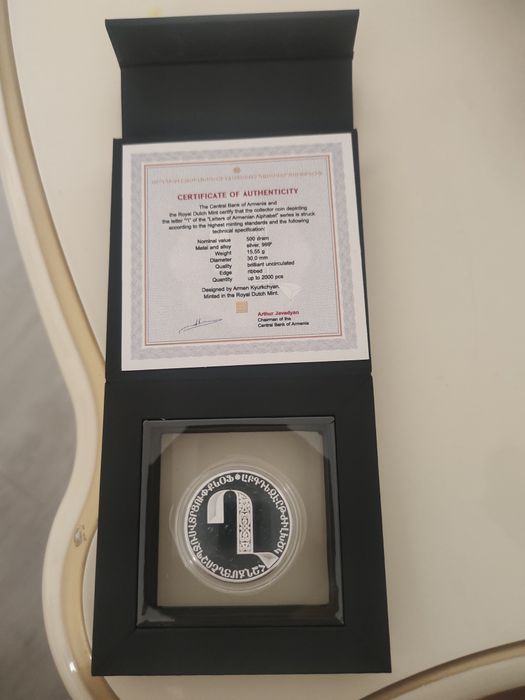 CERTIFICATE OF AUTHENTICITY
The Central Bank of Armenia and
the Royal Dutch Mint certify that the collector coin depicting
the letter "Ղ" of the "Letters of Armenian Alphabet" series is struck
according to the highest minting standards and the following
technical specification:
Nominal value 500 dram
Metal and alloy silver, 999°
Weight 15,55 g
Diameter 30,0 mm
Quality brilliant uncirculated
Edge ribbed
Quantity up to 2000 pcs
Designed by Armen Kyurkchyan.
Minted in the Royal Dutch Mint.
Arthur Javadyan
Chairman of the
Central Bank of Armenia
ԱԲԳԴԵԶԷԸԹԺԻԼԽԾԿՀՁՂՃՄՅՆՇՈՉՊՋՌՍՎՏՐՑՒՓՔՕՖ
Ղ